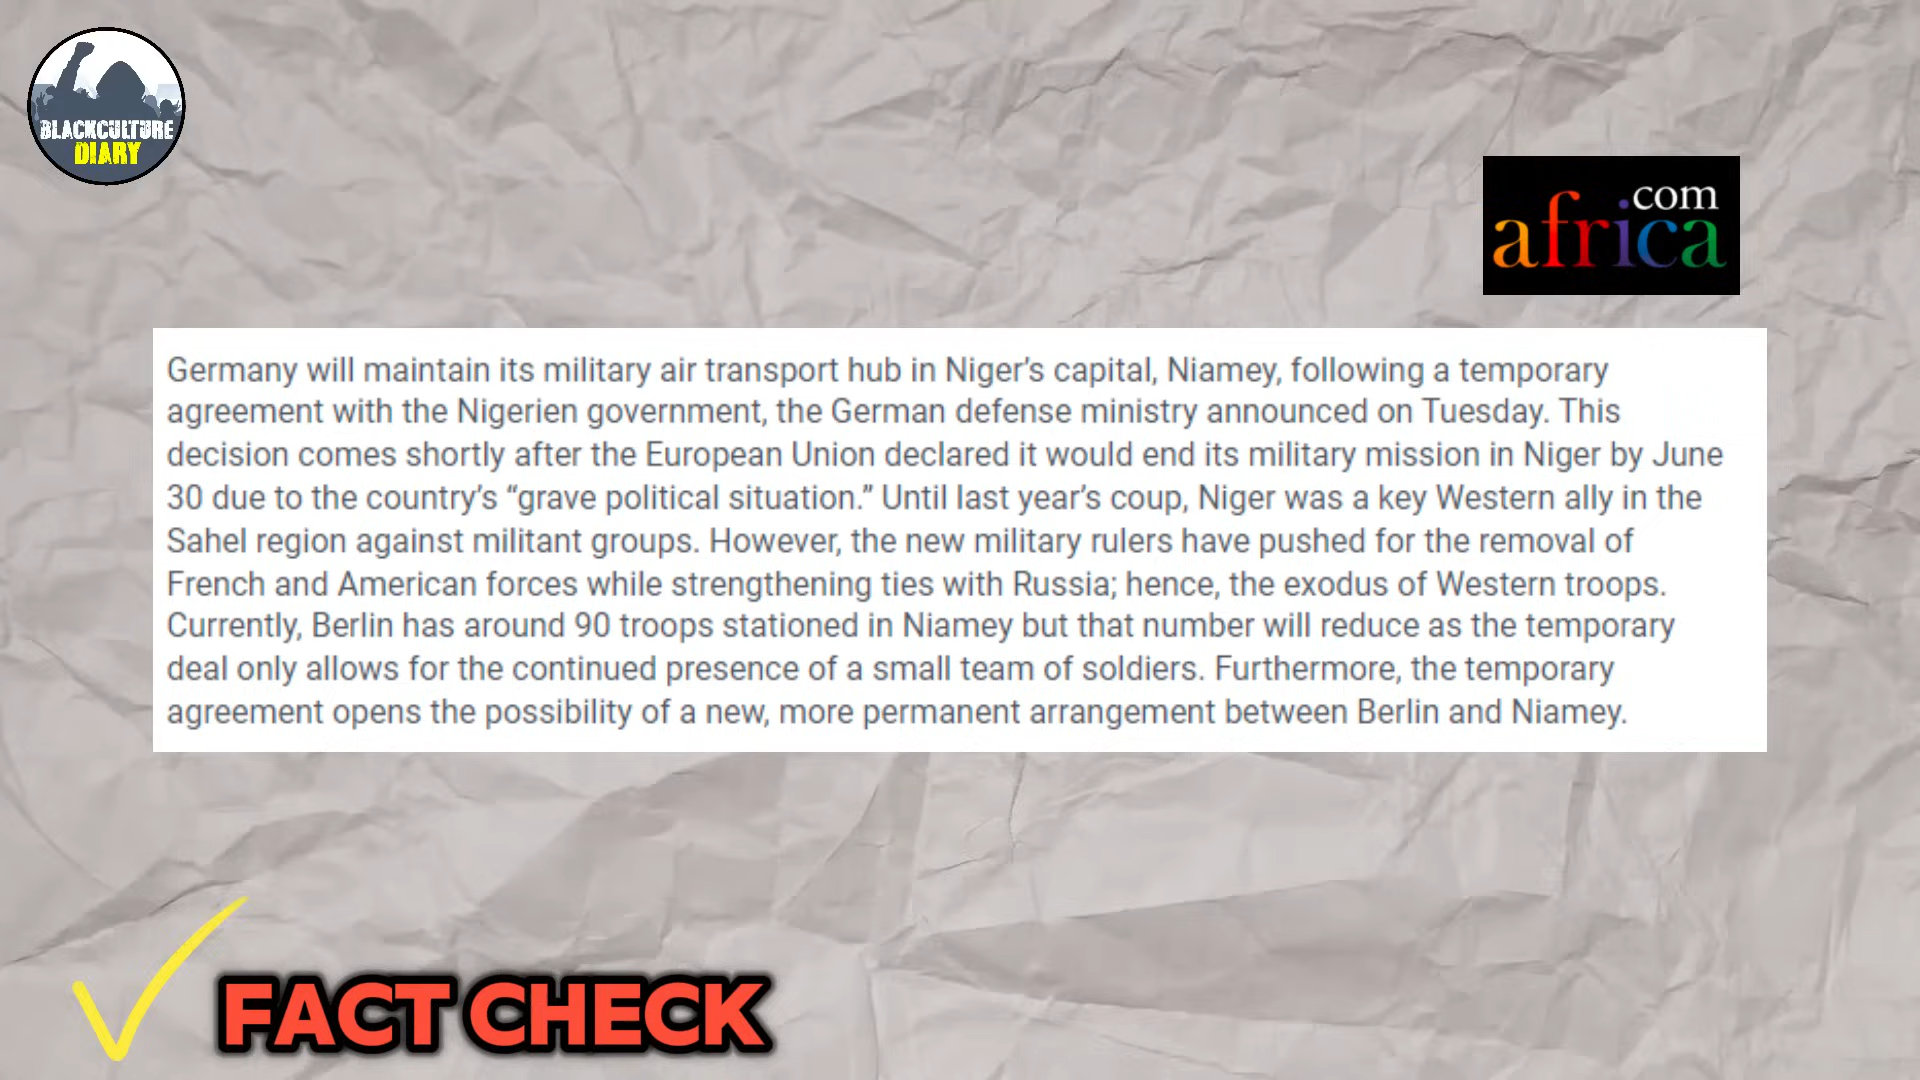 BLACKCULTURE
DIARY
com
africa
Germany will maintain its military air transport hub in Niger’s capital, Niamey, following a temporary
agreement with the Nigerien government, the German defense ministry announced on Tuesday. This
decision comes shortly after the European Union declared it would end its military mission in Niger by June
30 due to the country’s “grave political situation.” Until last year’s coup, Niger was a key Western ally in the
Sahel region against militant groups. However, the new military rulers have pushed for the removal of
French and American forces while strengthening ties with Russia; hence, the exodus of Western troops.
Currently, Berlin has around 90 troops stationed in Niamey but that number will reduce as the temporary
deal only allows for the continued presence of a small team of soldiers. Furthermore, the temporary
agreement opens the possibility of a new, more permanent arrangement between Berlin and Niamey.
FACT CHECK